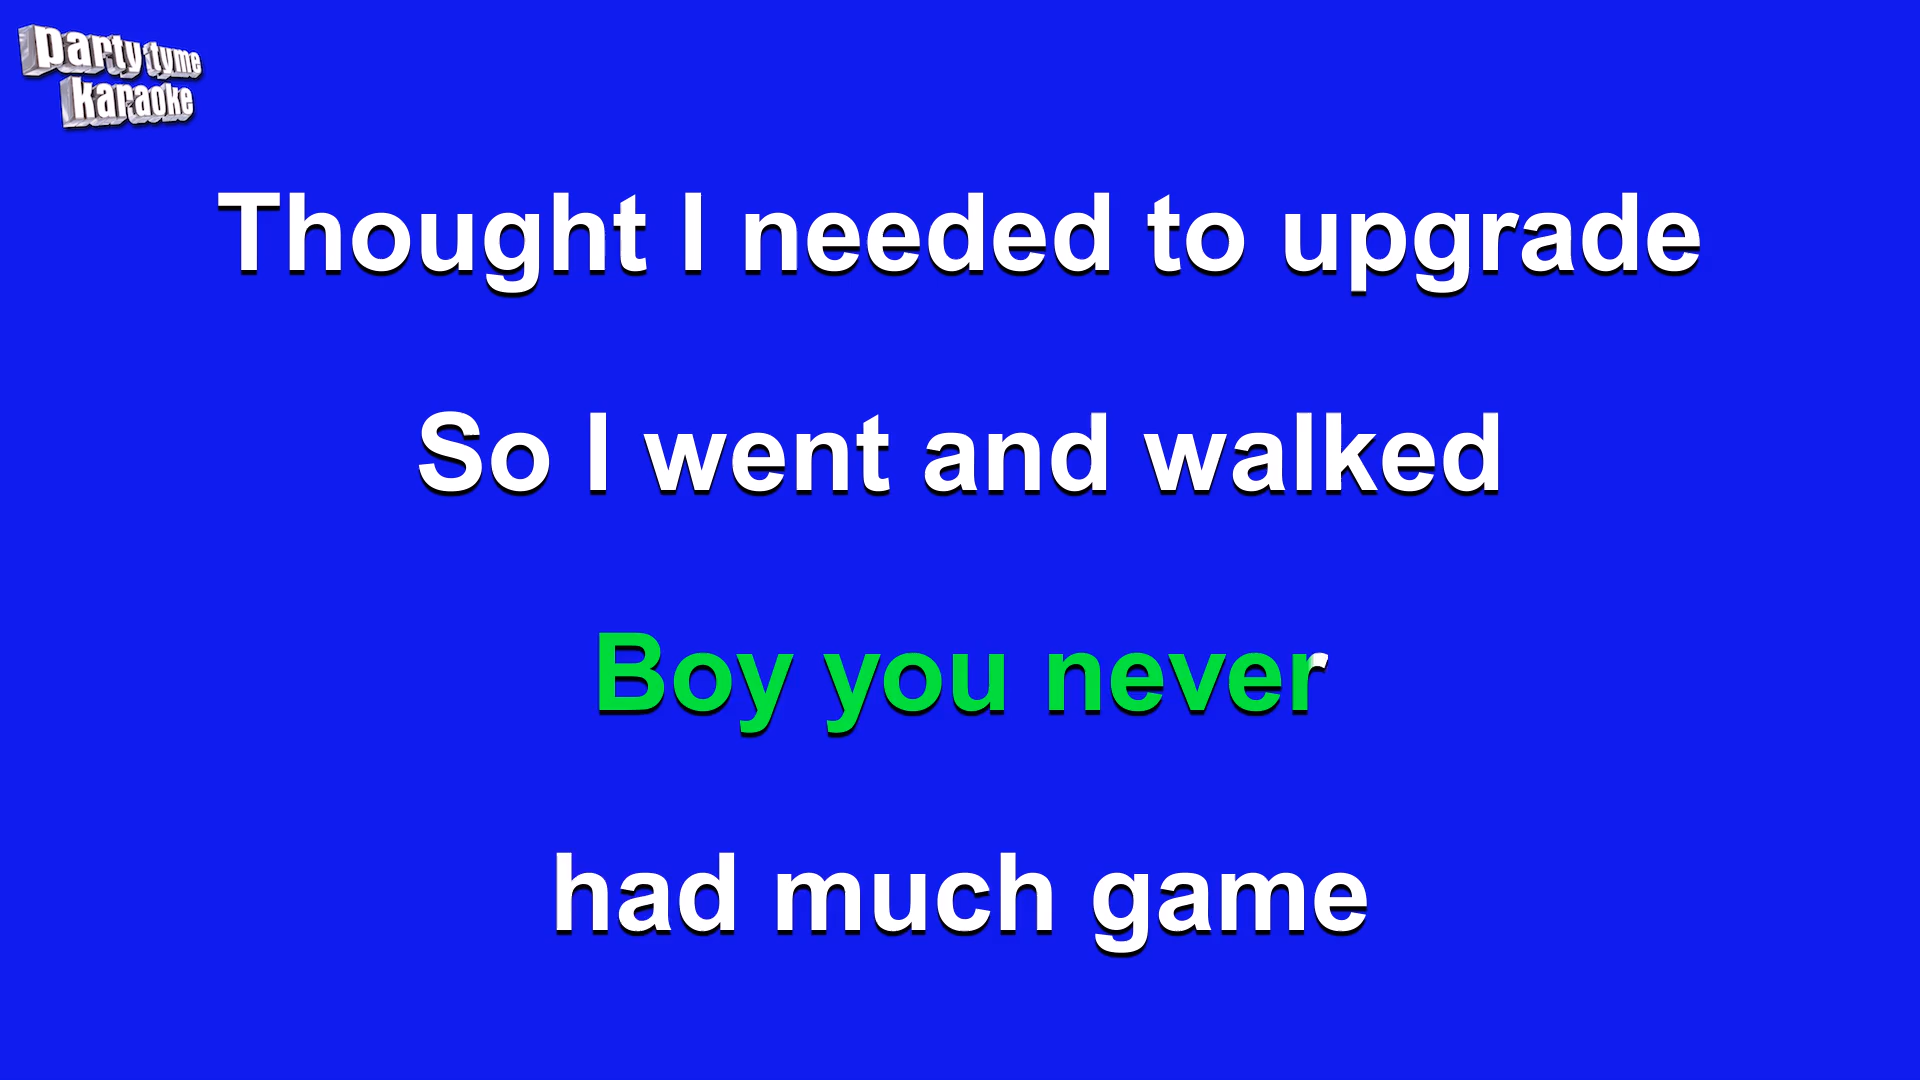 party tyme
karaoke
Thought I needed to upgrade
So I went and walked
Boy you never
had much game